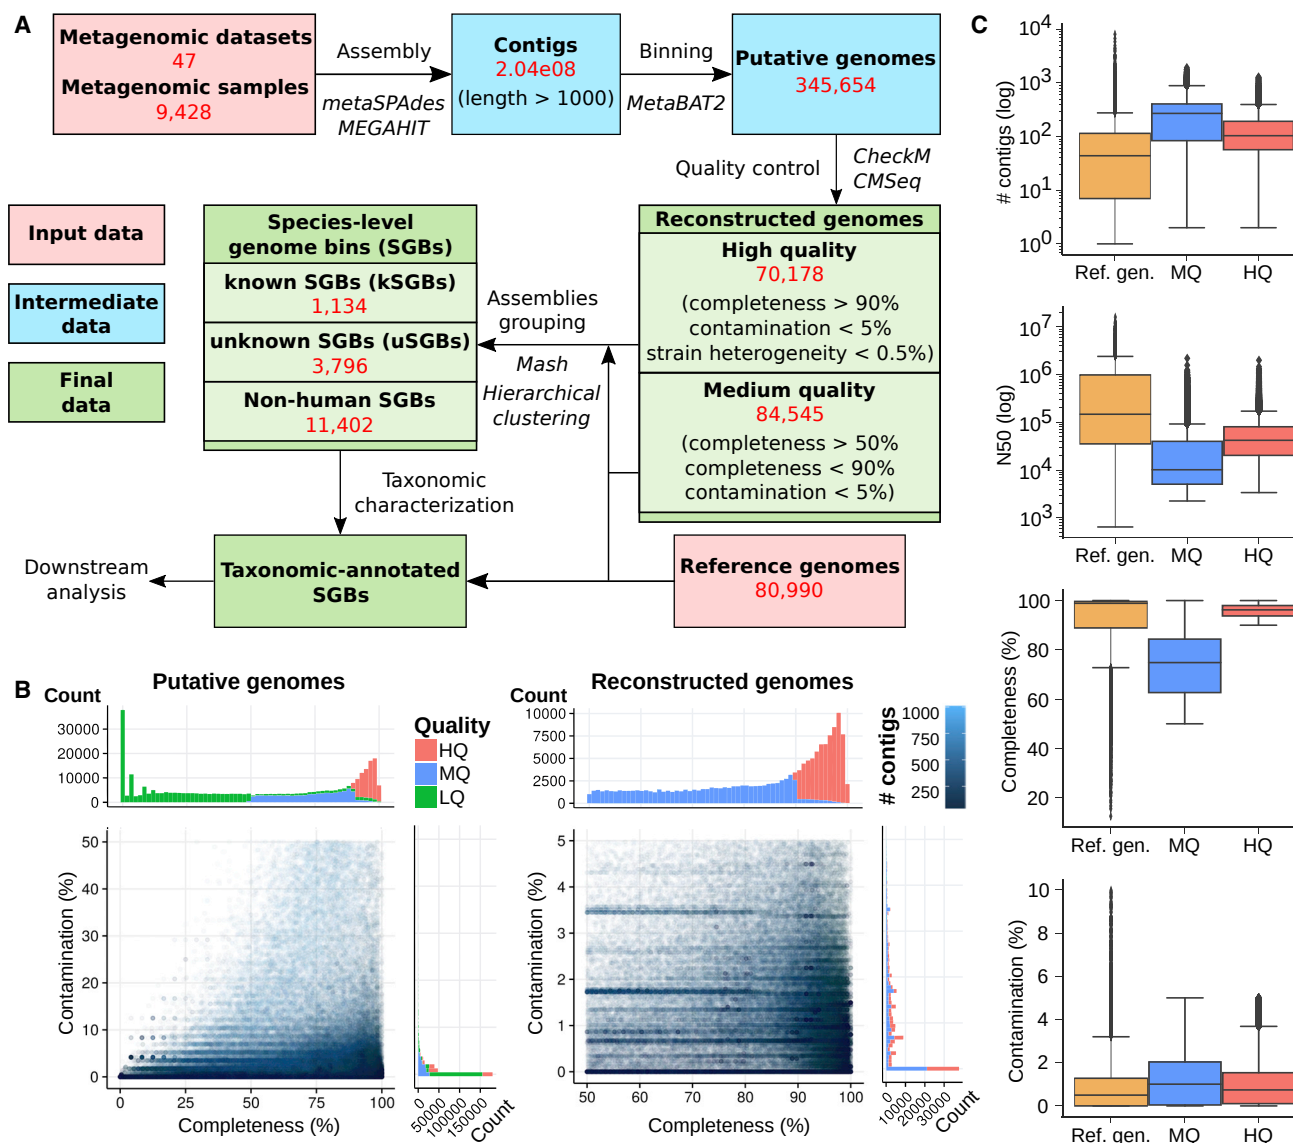 A
Metagenomic datasets
47
Metagenomic samples
9,428
Assembly
metaSPAdes
MEGAHIT
Contigs
2.04e08
(length > 1000)
Binning
MetaBAT2
Putative genomes
345,654
Quality control
CheckM
CMSeq
Input data
Intermediate
data
Final
data
Species-level
genome bins (SGBs)
known SGBs (kSGBs)
1,134
unknown SGBs (uSGBs)
3,796
Non-human SGBs
11,402
Assemblies
grouping
Mash
Hierarchical
clustering
Reconstructed genomes
High quality
70,178
(completeness > 90%
contamination < 5%
strain heterogeneity < 0.5%)
Medium quality
84,545
(completeness > 50%
completeness < 90%
contamination < 5%)
Taxonomic
characterization
Downstream
analysis
Taxonomic-annotated
SGBs
Reference genomes
80,990
B
Putative genomes
Count
30000
20000
10000
0
Quality
HQ
MQ
LQ
Contamination (%)
50
40
30
20
10
0
0
25
50
75
100
Completeness (%)
0
50000
100000
150000
Count
Reconstructed genomes
Count
10000
7500
5000
2500
0
# contigs
1000
750
500
250
Contamination (%)
5
4
3
2
1
0
50
60
70
80
90
100
Completeness (%)
0
10000
20000
30000
Count
C
# contigs (log)
10^4
10^3
10^2
10^1
10^0
Ref. gen.
MQ
HQ
N50 (log)
10^7
10^6
10^5
10^4
10^3
Ref. gen.
MQ
HQ
Completeness (%)
100
80
60
40
20
Ref. gen.
MQ
HQ
Contamination (%)
10
8
6
4
2
0
Ref. gen.
MQ
HQ